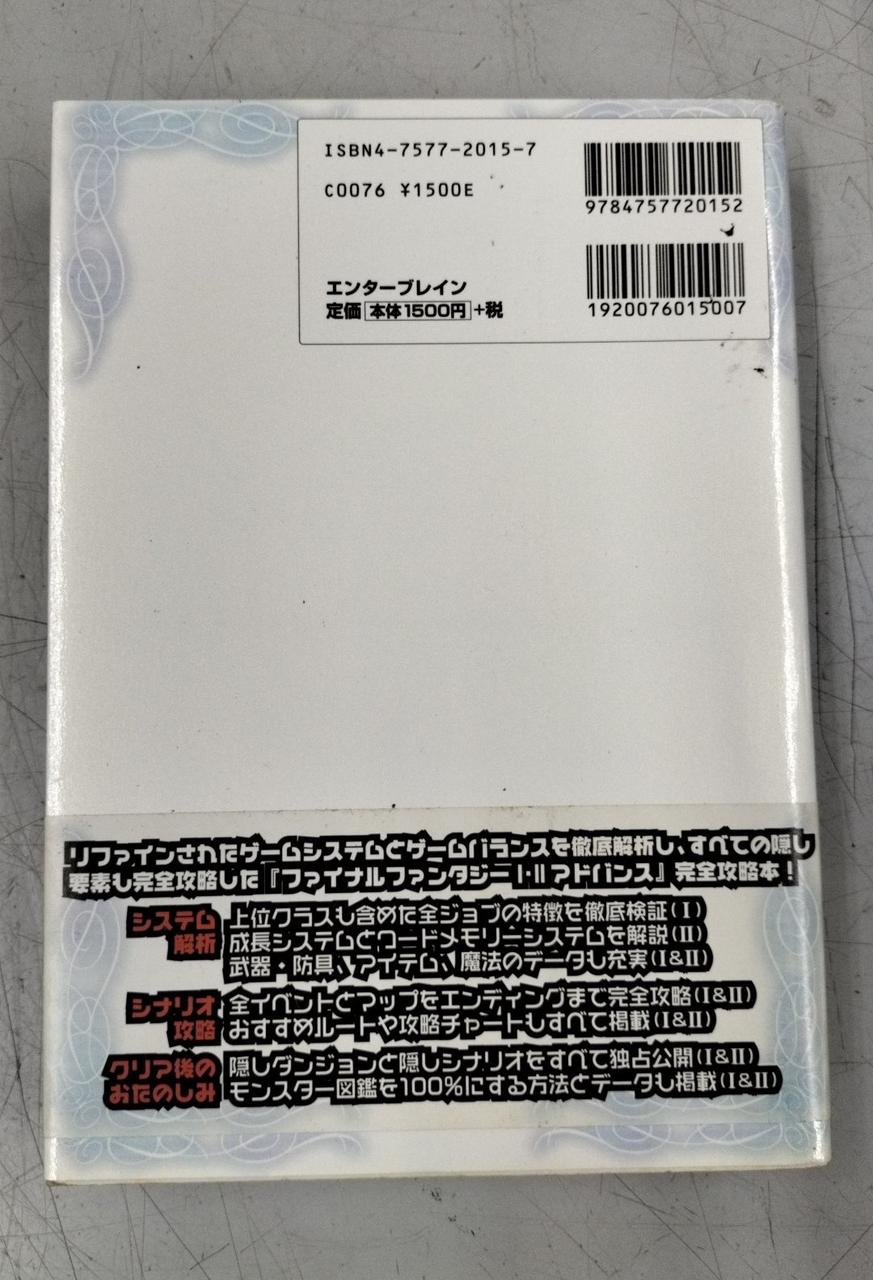 ISBN4-7577-2015-7
C0076 ¥1500E
9784757720152
エンターブレイン
定価 本体1500円 +税
1920076015007
リファインされたゲームシステムとゲームバランスを徹底解析し、すべての隠し
要素も完全攻略した『ファイナルファンタジーI・IIアドバンス』完全攻略本！
システム
解析
上位クラスも含めた全ジョブの特徴を徹底検証(I)
成長システムとワードメモリーシステムを解説(II)
武器・防具、アイテム、魔法のデータも充実(I&II)
シナリオ
攻略
全イベントとマップをエンディングまで完全攻略(I&II)
おすすめルートや攻略チャートもすべて掲載(I&II)
クリア後の
おたのしみ
隠しダンジョンと隠しシナリオをすべて独占公開(I&II)
モンスター図鑑を100%にする方法とデータも掲載(I&II)